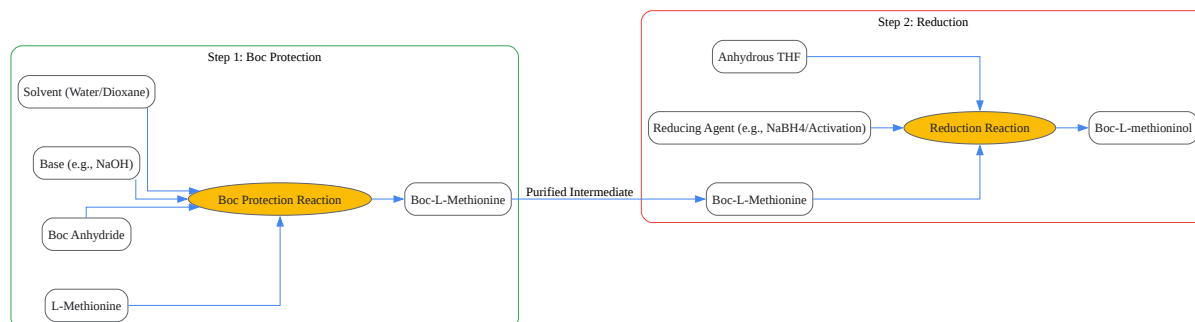 Step 1: Boc Protection
Solvent (Water/Dioxane)
Base (e.g., NaOH)
Boc Protection Reaction
Boc-L-Methionine
Boc Anhydride
L-Methionine
Purified Intermediate
Step 2: Reduction
Anhydrous THF
Reducing Agent (e.g., NaBH4/Activation)
Reduction Reaction
Boc-L-methioninol
Boc-L-Methionine